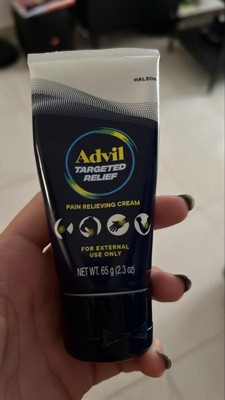 HALEON
Advil
TARGETED
RELIEF
PAIN RELIEVING CREAM
FOR EXTERNAL
USE ONLY
NET WT. 65 g (2.3 oz)